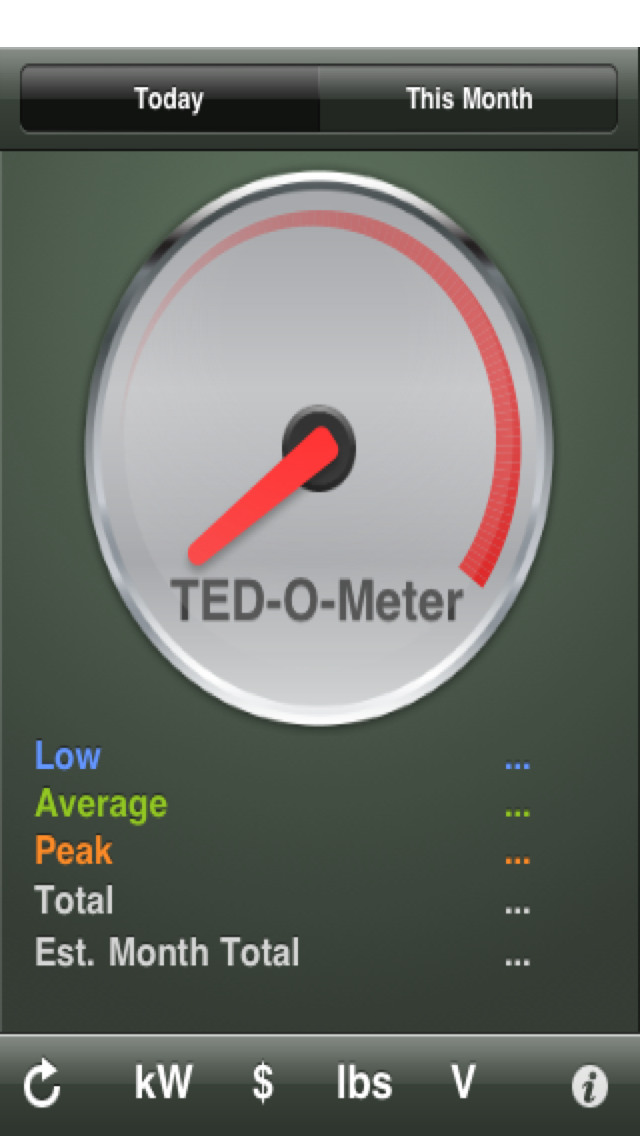 Today This Month
TED-O-Meter
Low ...
Average ...
Peak ...
Total ...
Est. Month Total ...
kW $ lbs V i